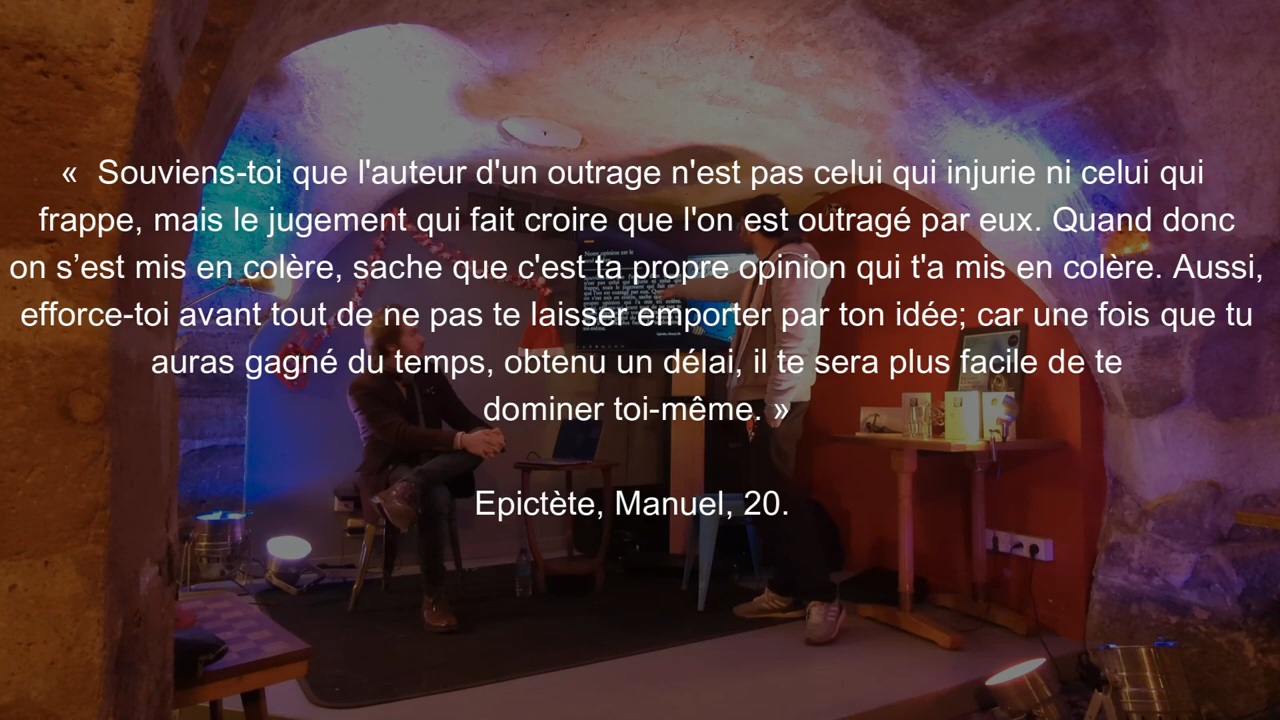 «  Souviens-toi que l'auteur d'un outrage n'est pas celui qui injurie ni celui qui
frappe, mais le jugement qui fait croire que l'on est outragé par eux. Quand donc
on s’est mis en colère, sache que c'est ta propre opinion qui t'a mis en colère. Aussi,
efforce-toi avant tout de ne pas te laisser emporter par ton idée; car une fois que tu
auras gagné du temps, obtenu un délai, il te sera plus facile de te
dominer toi-même. »
Epictète, Manuel, 20.